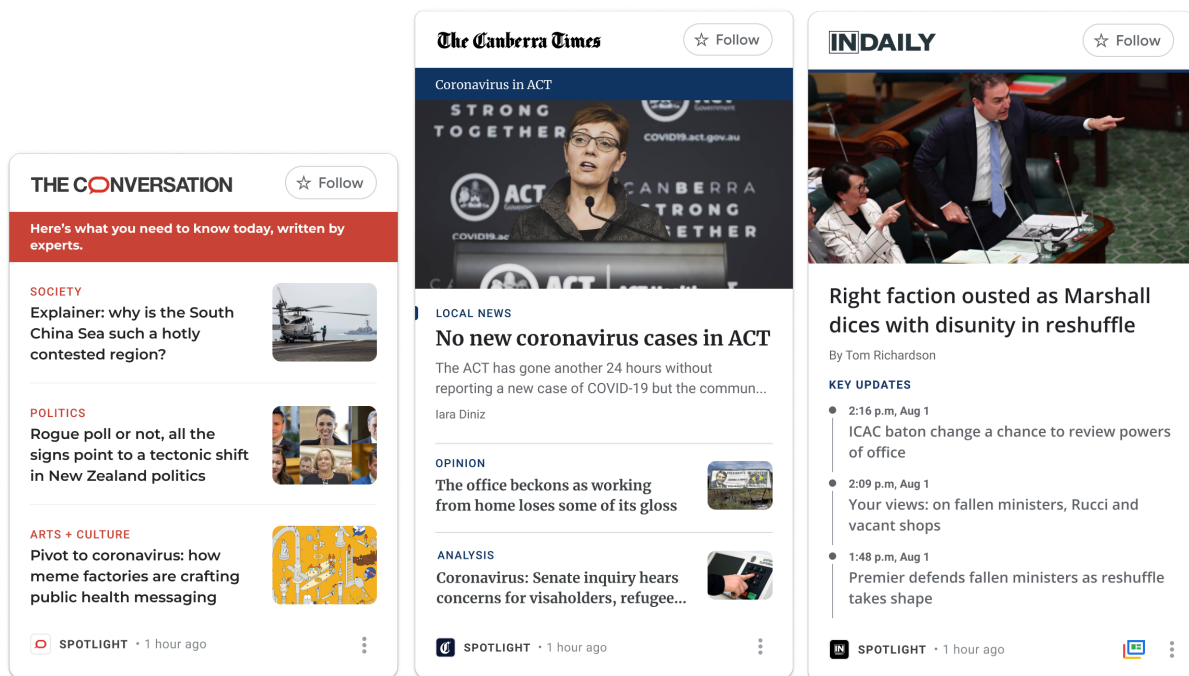 THE CONVERSATION
Follow
Here's what you need to know today, written by
experts.
SOCIETY
Explainer: why is the South
China Sea such a hotly
contested region?
POLITICS
Rogue poll or not, all the
signs point to a tectonic shift
in New Zealand politics
ARTS + CULTURE
Pivot to coronavirus: how
meme factories are crafting
public health messaging
SPOTLIGHT • 1 hour ago
The Canberra Times
Follow
Coronavirus in ACT
STRONG
TOGETHER
ACT
Government
COVID19.act.gov.au
ACT
Government
CANBERRA
STRONG
COVID19.ac
ETHER
ACT
LOCAL NEWS
No new coronavirus cases in ACT
The ACT has gone another 24 hours without
reporting a new case of COVID-19 but the commun...
Iara Diniz
OPINION
The office beckons as working
from home loses some of its gloss
ANALYSIS
Coronavirus: Senate inquiry hears
concerns for visaholders, refugee...
SPOTLIGHT • 1 hour ago
INDAILY
Follow
Right faction ousted as Marshall
dices with disunity in reshuffle
By Tom Richardson
KEY UPDATES
2:16 p.m, Aug 1
ICAC baton change a chance to review powers
of office
2:09 p.m, Aug 1
Your views: on fallen ministers, Rucci and
vacant shops
1:48 p.m, Aug 1
Premier defends fallen ministers as reshuffle
takes shape
IN SPOTLIGHT • 1 hour ago